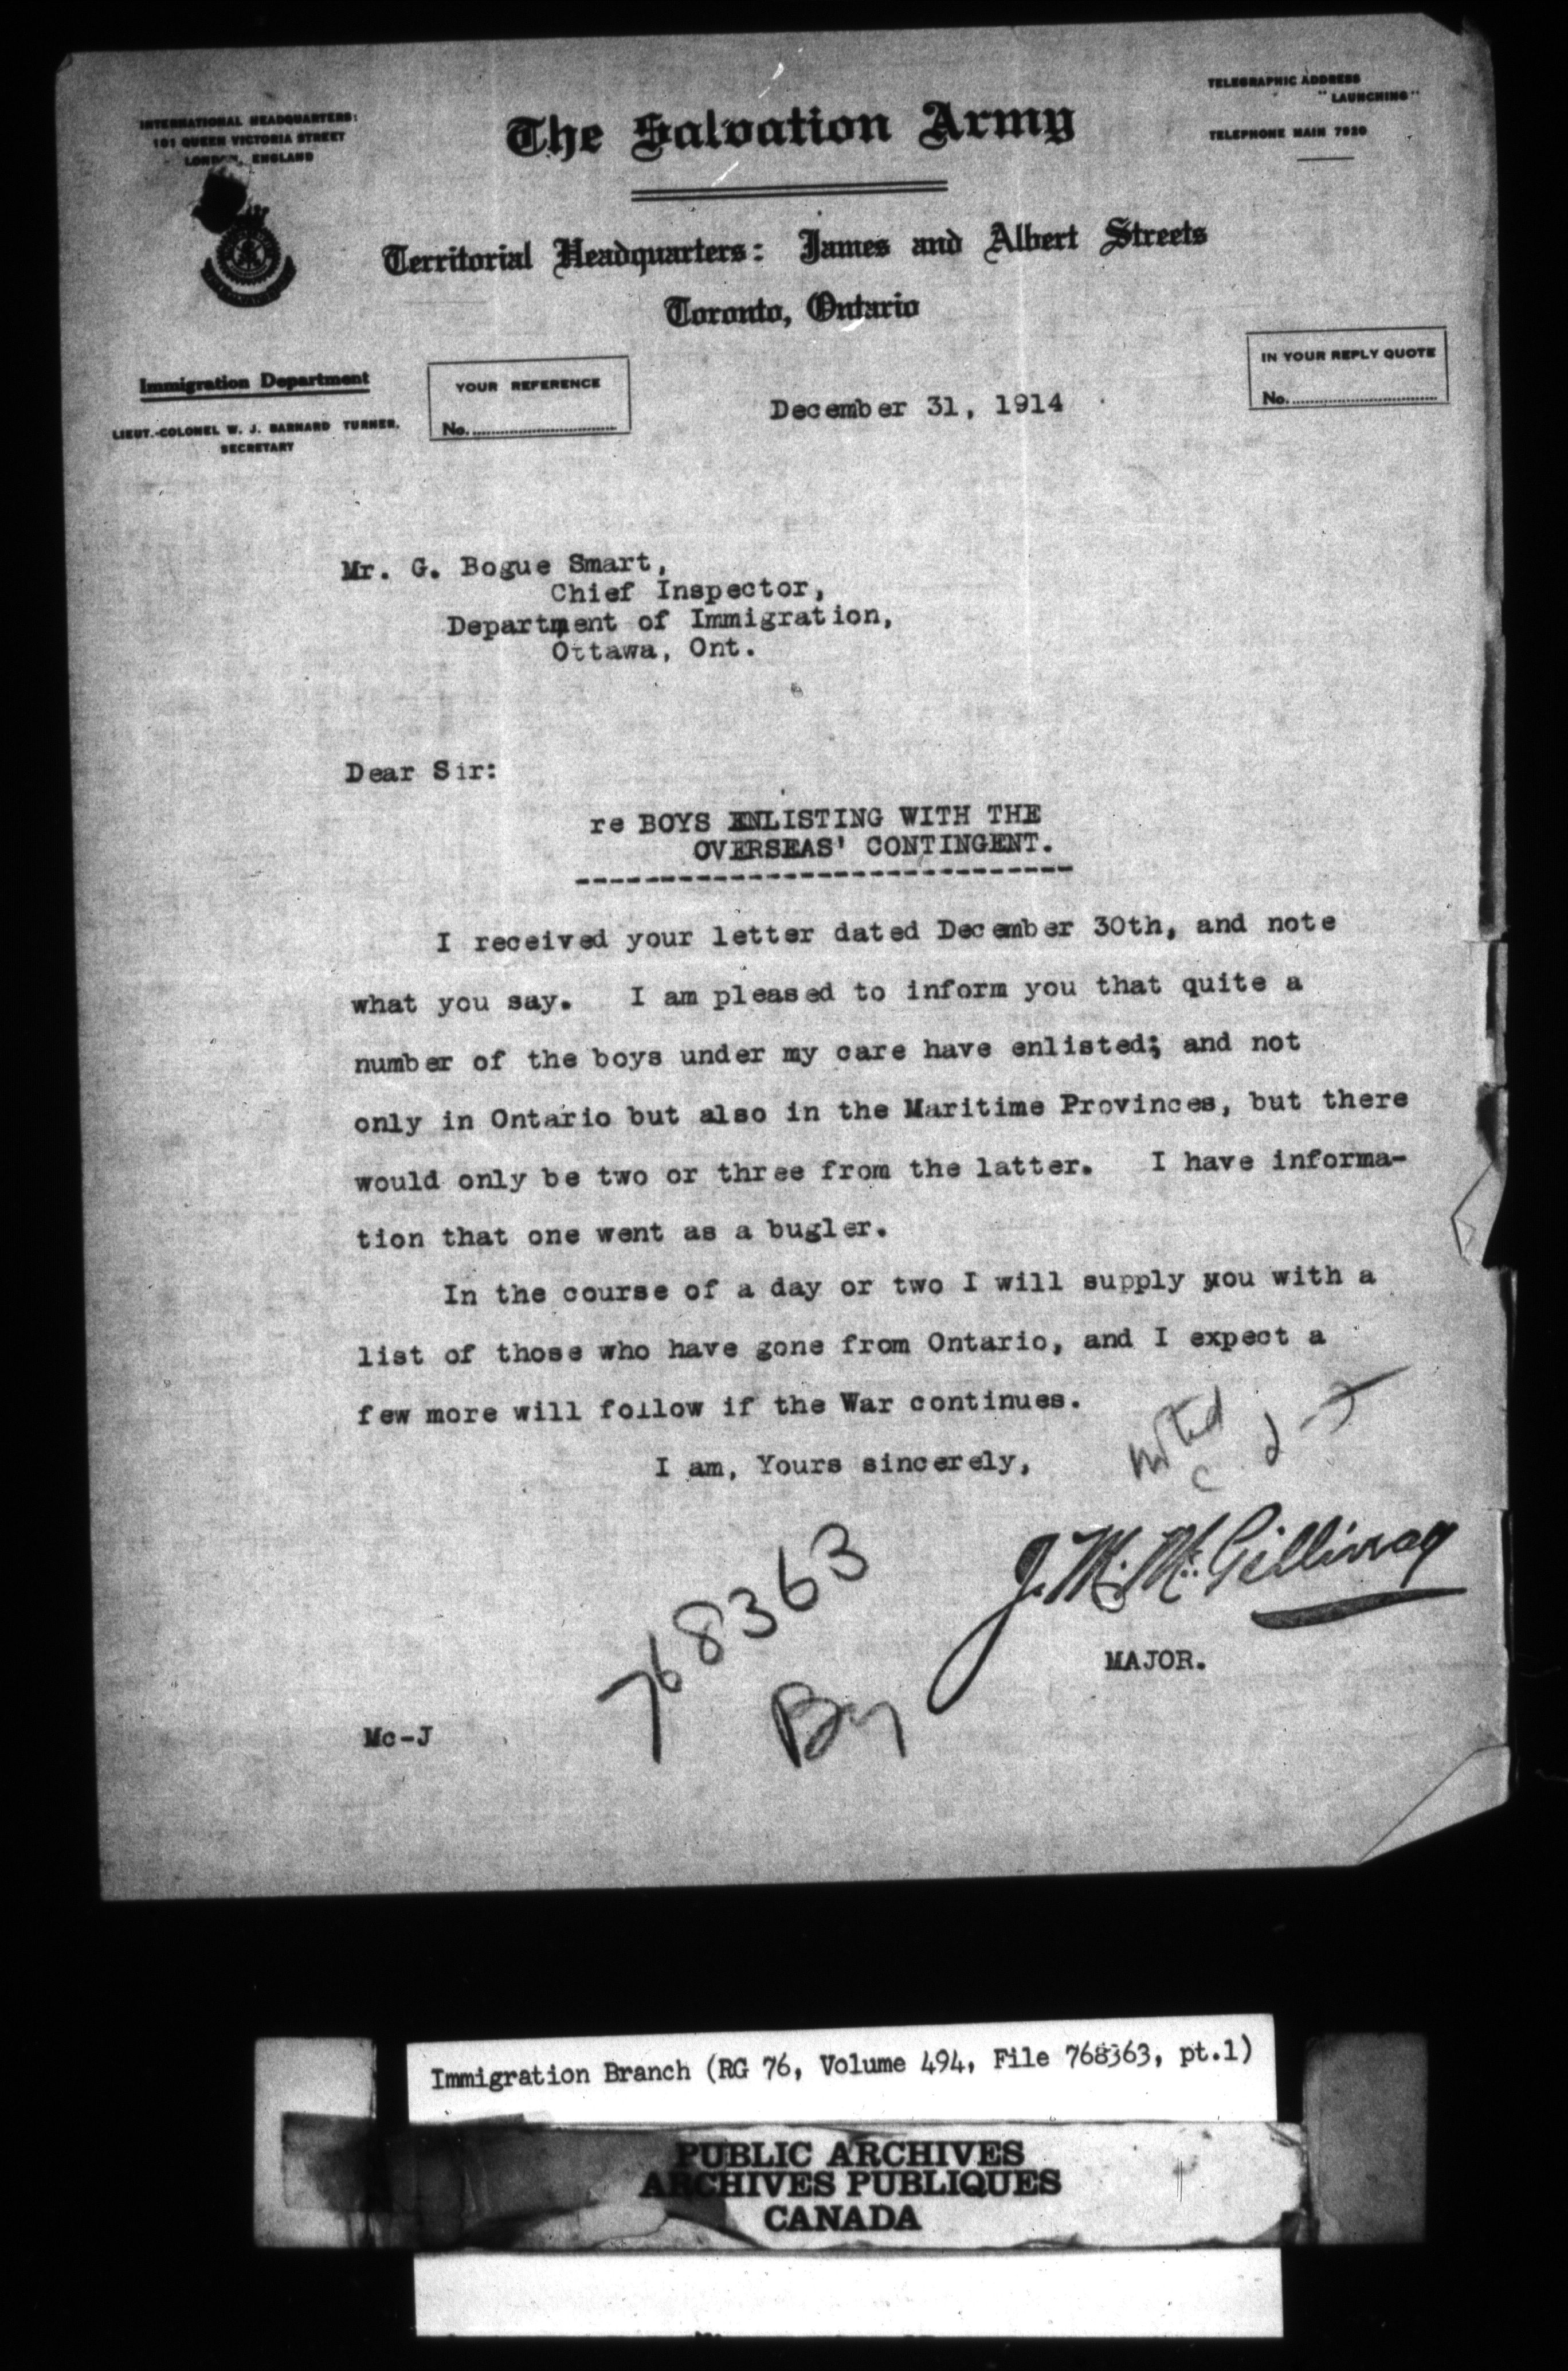 INTERNATIONAL HEADQUARTERS:
101 QUEEN VICTORIA STREET
LONDON, ENGLAND
The Salvation Army
TELEGRAPHIC ADDRESS
"LAUNCHING"
TELEPHONE MAIN 7920
Territorial Headquarters: James and Albert Streets
Toronto, Ontario
Immigration Department
LIEUT.-COLONEL W. J. BARNARD TURNER,
SECRETARY
YOUR REFERENCE
No.
December 31, 1914
IN YOUR REPLY QUOTE
No.
Mr. G. Bogue Smart,
Chief Inspector,
Department of Immigration,
Ottawa, Ont.
Dear Sir:
re BOYS ENLISTING WITH THE
OVERSEAS' CONTINGENT.
I received your letter dated December 30th, and note
what you say. I am pleased to inform you that quite a
number of the boys under my care have enlisted; and not
only in Ontario but also in the Maritime Provinces, but there
would only be two or three from the latter. I have informa-
tion that one went as a bugler.
In the course of a day or two I will supply you with a
list of those who have gone from Ontario, and I expect a
few more will follow if the War continues.
I am, Yours sincerely,
noted
J. M. McGillivray
MAJOR.
768363
By
Mc-J
Immigration Branch (RG 76, Volume 494, File 768363, pt.1)
PUBLIC ARCHIVES
ARCHIVES PUBLIQUES
CANADA